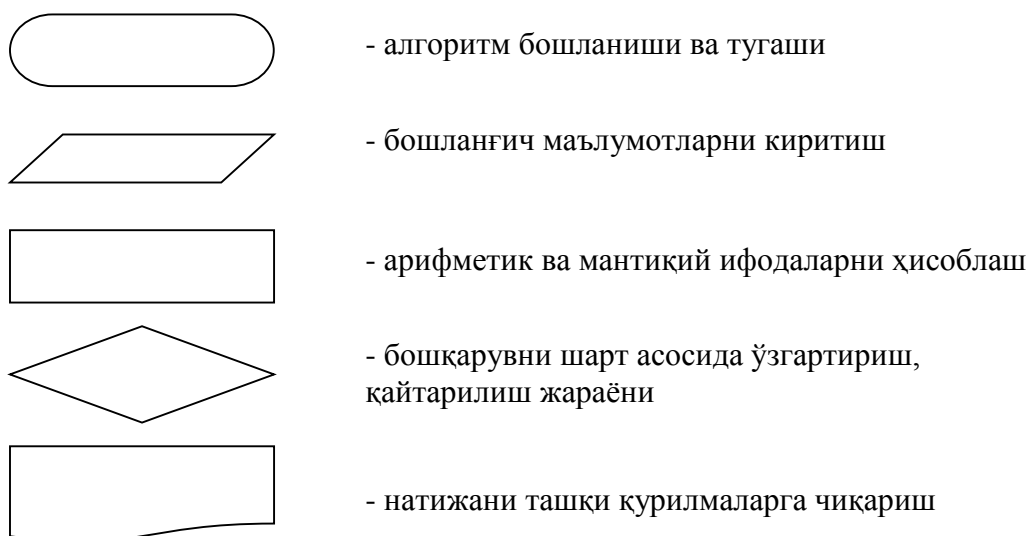 - алгоритм бошланиши ва тугаши
- бошланғич маълумотларни киритиш
- арифметик ва мантиқий ифодаларни ҳисоблаш
- бошқарувни шарт асосида ўзгартириш,
қайтарилиш жараёни
- натижани ташқи қурилмаларга чиқариш